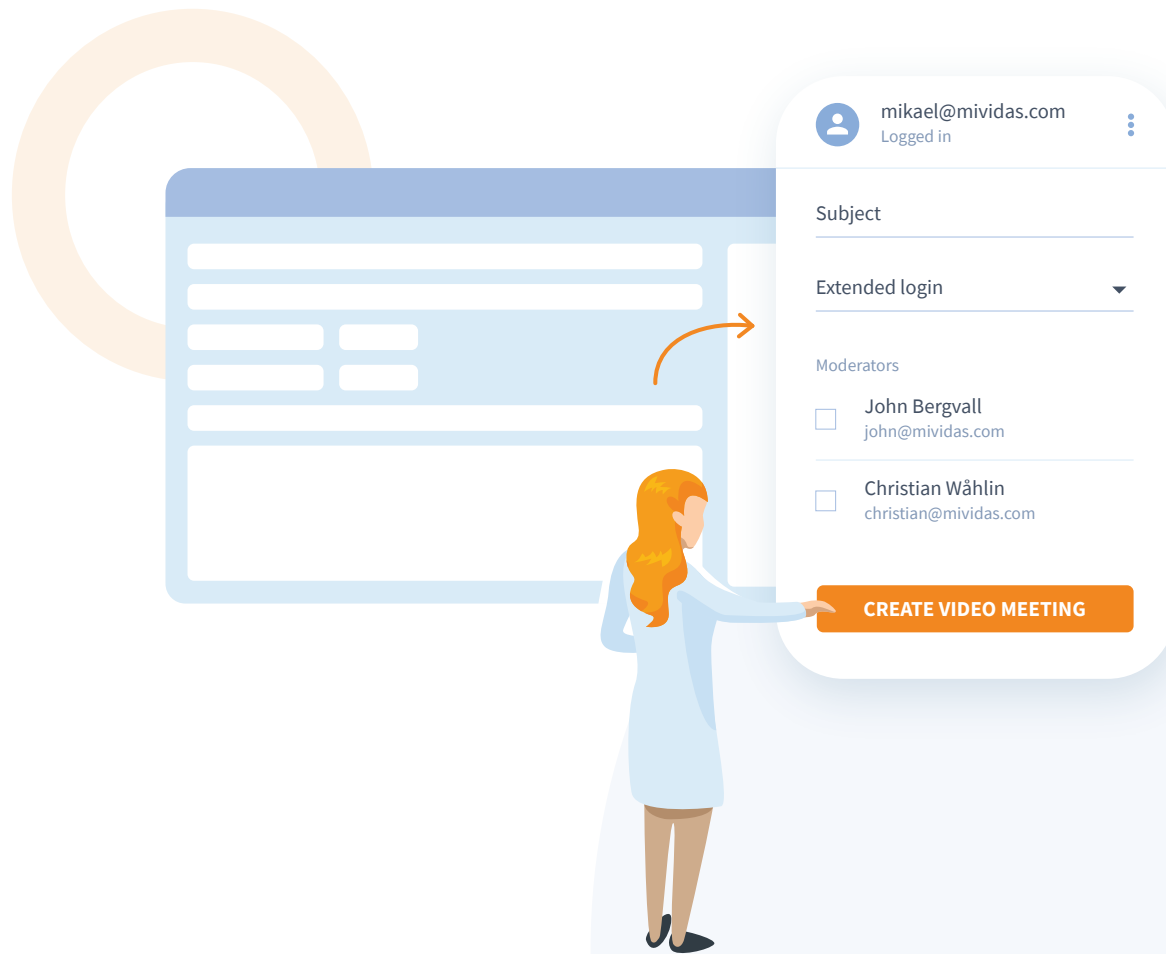 mikael@mividas.com
Logged in
Subject
Extended login
Moderators
John Bergvall
john@mividas.com
Christian Wåhlin
christian@mividas.com
CREATE VIDEO MEETING